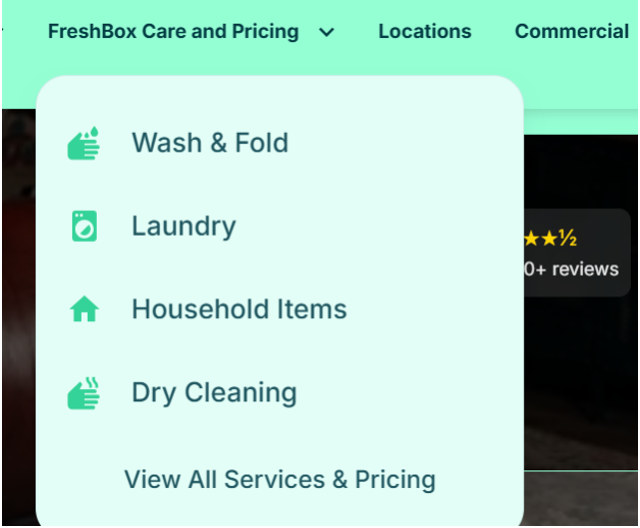 FreshBox Care and Pricing
Locations
Commercial
Wash & Fold
Laundry
★★½
0+ reviews
Household Items
Dry Cleaning
View All Services & Pricing